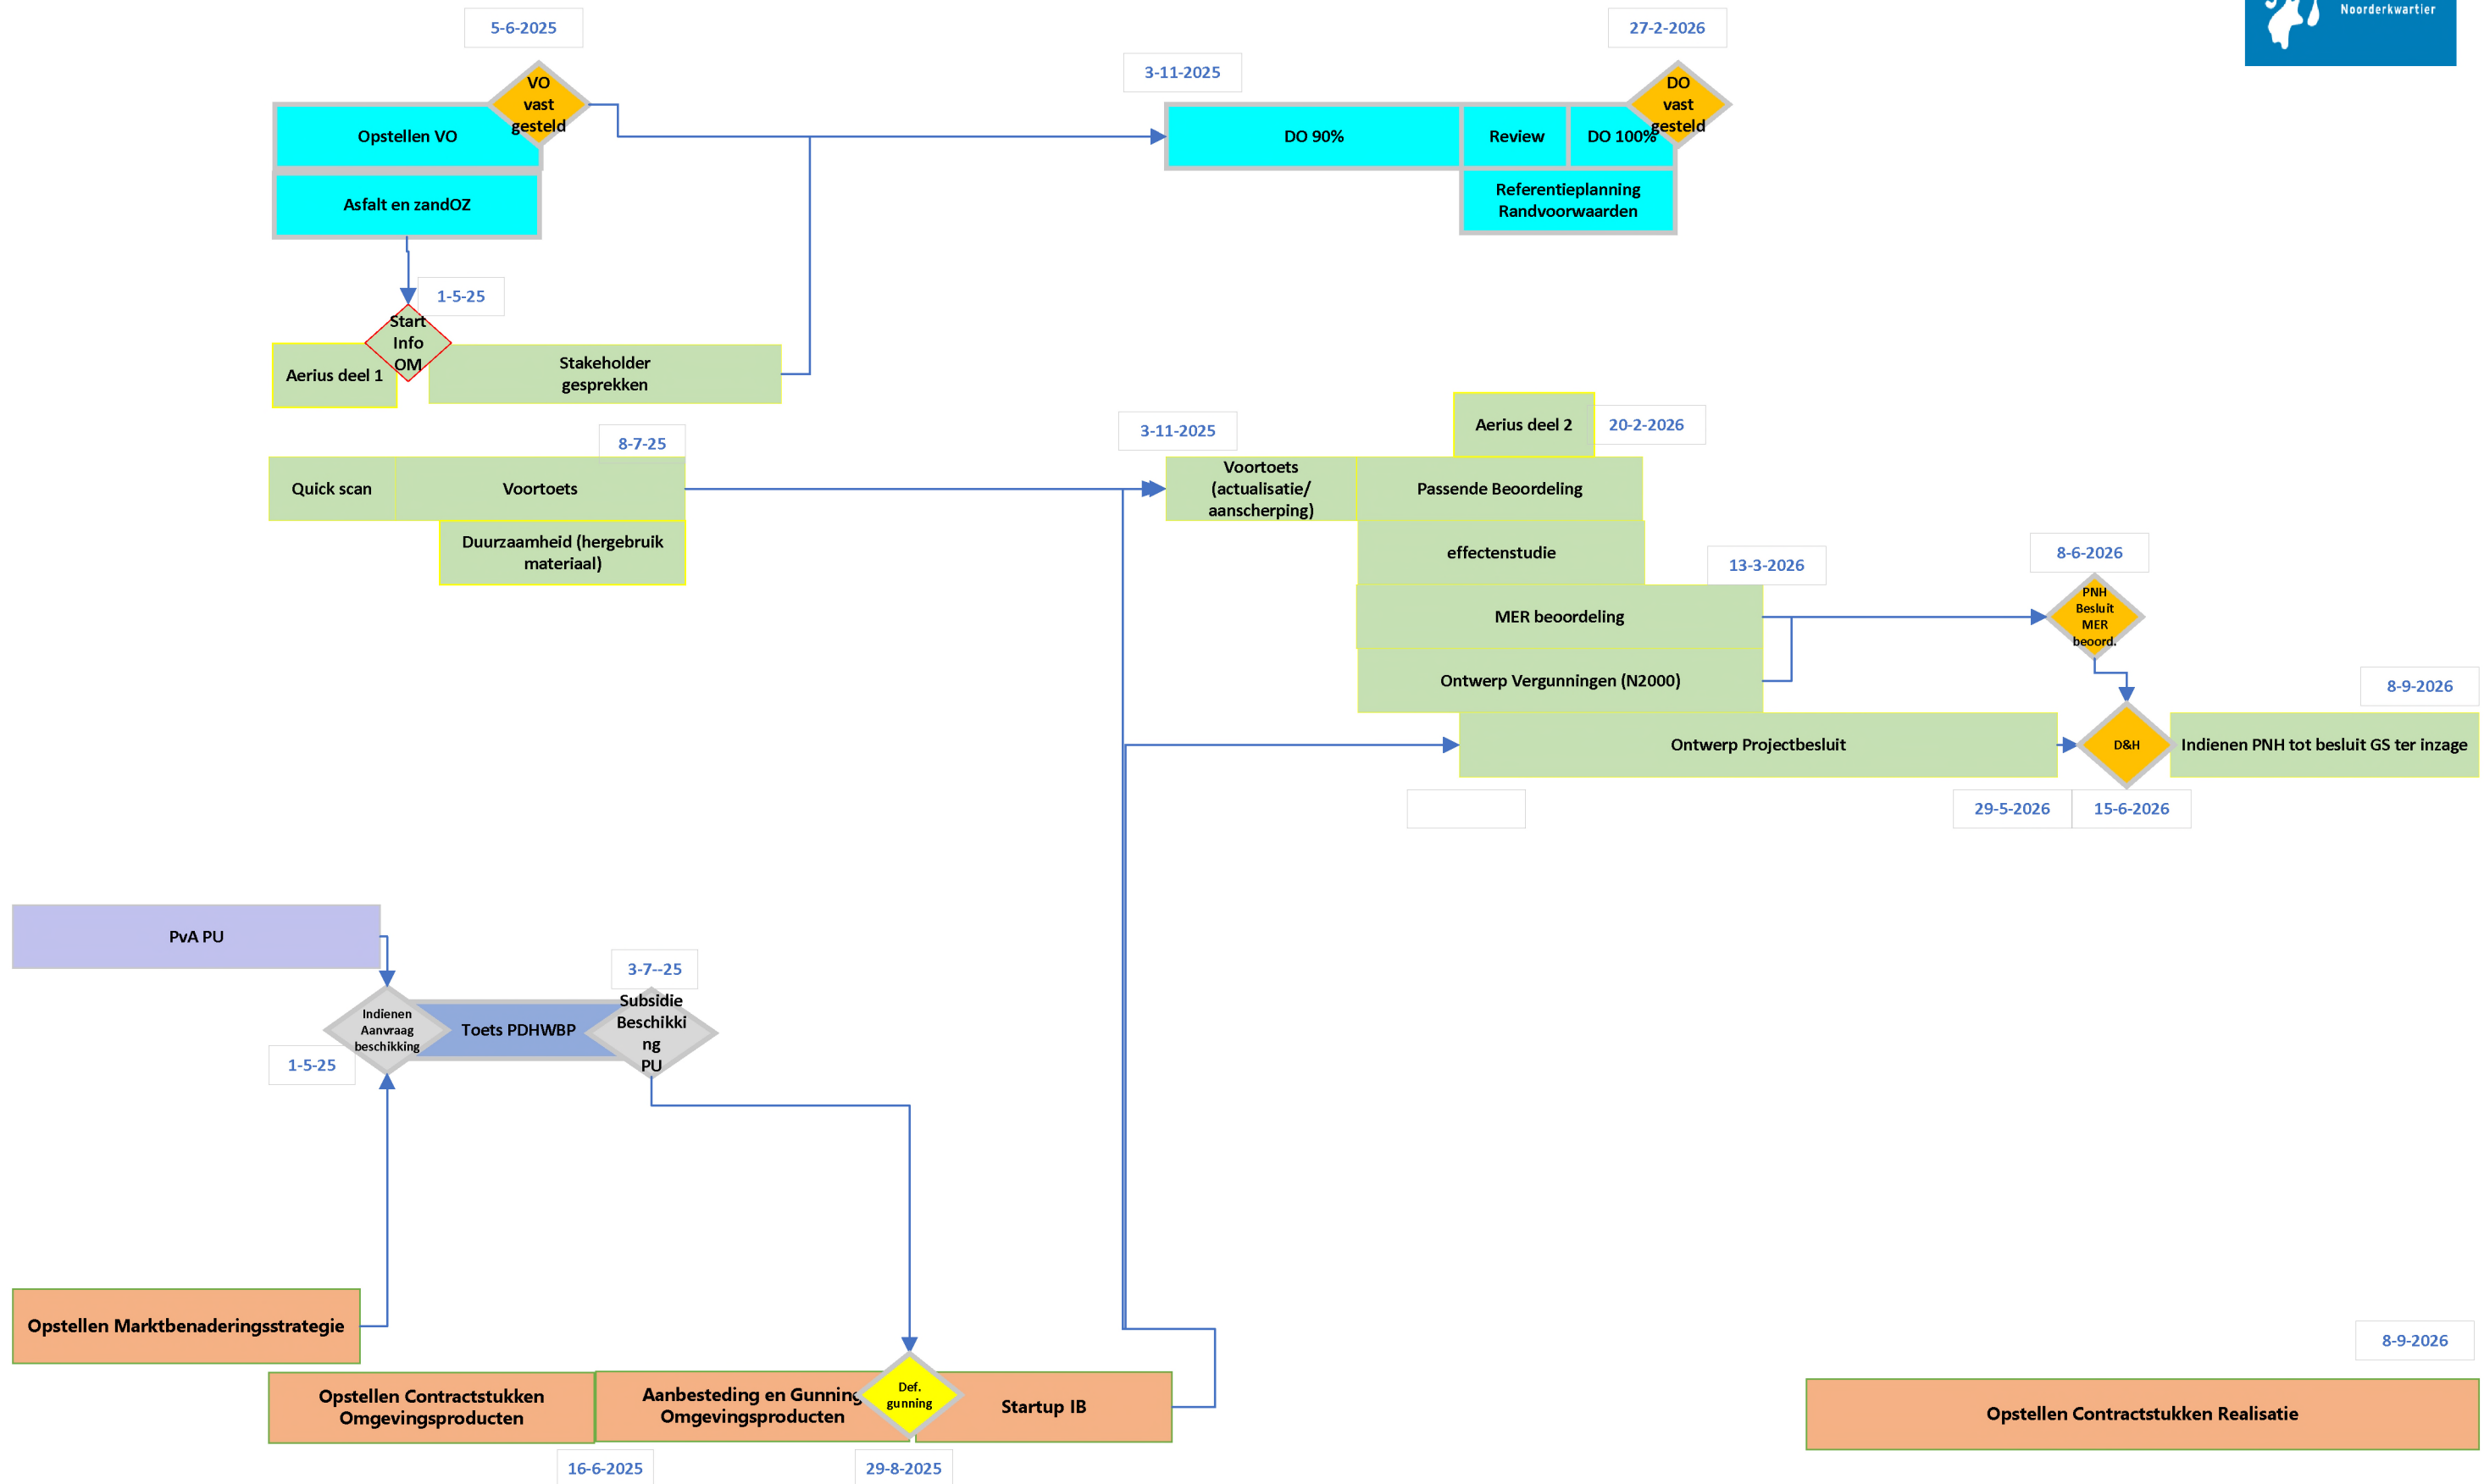 Noorderkwartier
5-6-2025
27-2-2026
3-11-2025
VO
vast
gesteld
DO
vast
gesteld
Opstellen VO
DO 90%
Review
DO 100%
Asfalt en zandOZ
Referentieplanning
Randvoorwaarden
1-5-25
Start
Info
OM
Aerius deel 1
Stakeholder
gesprekken
8-7-25
3-11-2025
Aerius deel 2
20-2-2026
Quick scan
Voortoets
Voortoets
(actualisatie/
aanscherping)
Passende Beoordeling
Duurzaamheid (hergebruik
materiaal)
effectenstudie
13-3-2026
8-6-2026
MER beoordeling
PNH
Besluit
MER
beoord.
Ontwerp Vergunningen (N2000)
8-9-2026
Ontwerp Projectbesluit
D&H
Indienen PNH tot besluit GS ter inzage
29-5-2026
15-6-2026
PvA PU
3-7--25
Indienen
Aanvraag
beschikking
Toets PDHWBP
Subsidie
Beschikki
ng
PU
1-5-25
Opstellen Marktbenaderingsstrategie
8-9-2026
Opstellen Contractstukken
Omgevingsproducten
Aanbesteding en Gunning
Omgevingsproducten
Def.
gunning
Startup IB
Opstellen Contractstukken Realisatie
16-6-2025
29-8-2025